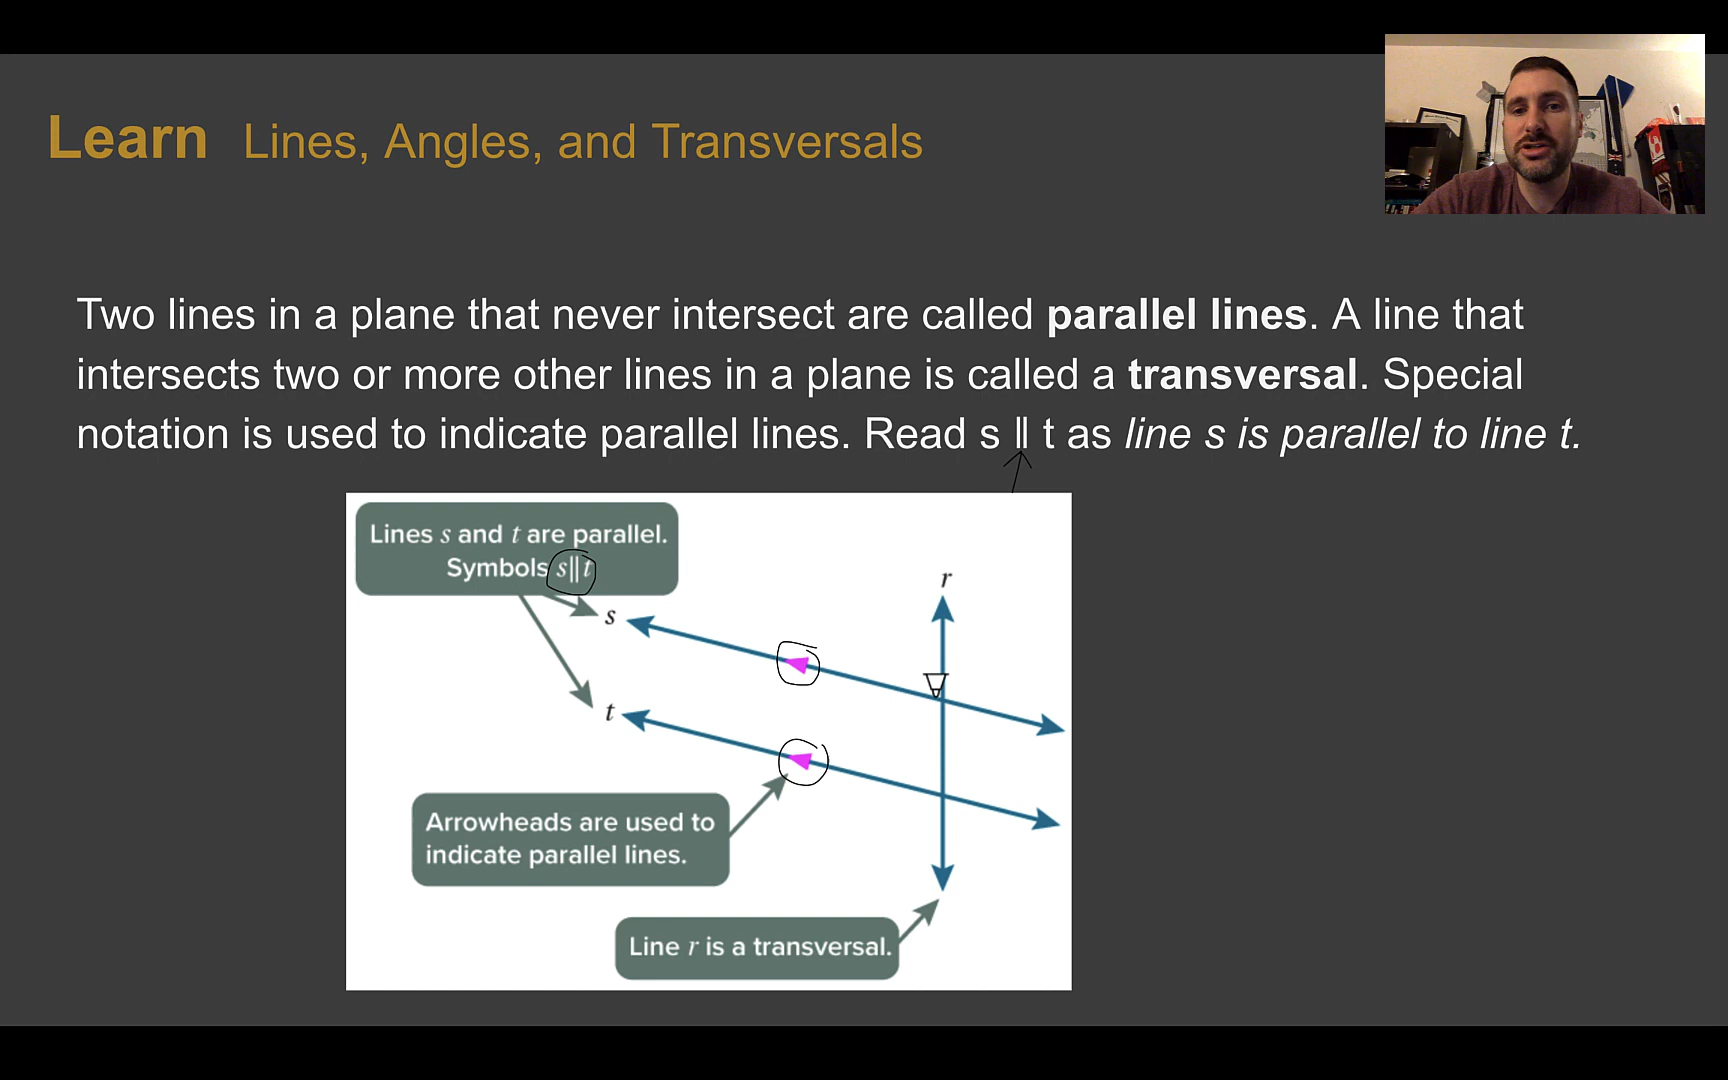 Learn Lines, Angles, and Transversals
Two lines in a plane that never intersect are called parallel lines. A line that
intersects two or more other lines in a plane is called a transversal. Special
notation is used to indicate parallel lines. Read s ∥ t as line s is parallel to line t.
Lines s and t are parallel.
Symbols s∥t
r
s
t
Arrowheads are used to
indicate parallel lines.
Line r is a transversal.